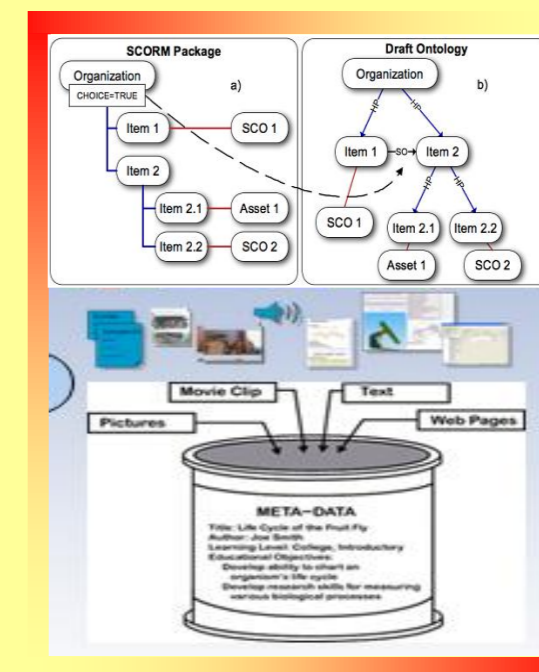 SCORM Package
Organization
a)
CHOICE=TRUE
Item 1
SCO 1
Item 2
Item 2.1
Asset 1
Item 2.2
SCO 2
Draft Ontology
Organization
b)
HP
HP
Item 1
SO
Item 2
HP
HP
SCO 1
Item 2.1
Item 2.2
Asset 1
SCO 2
Movie Clip
Text
Pictures
Web Pages
META-DATA
Title: Life Cycle of the Fruit Fly
Author: Joe Smith
Learning Level: College, Introductory
Educational Objectives:
Develop ability to chart an
organism's life cycle
Develop research skills for measuring
various biological processes